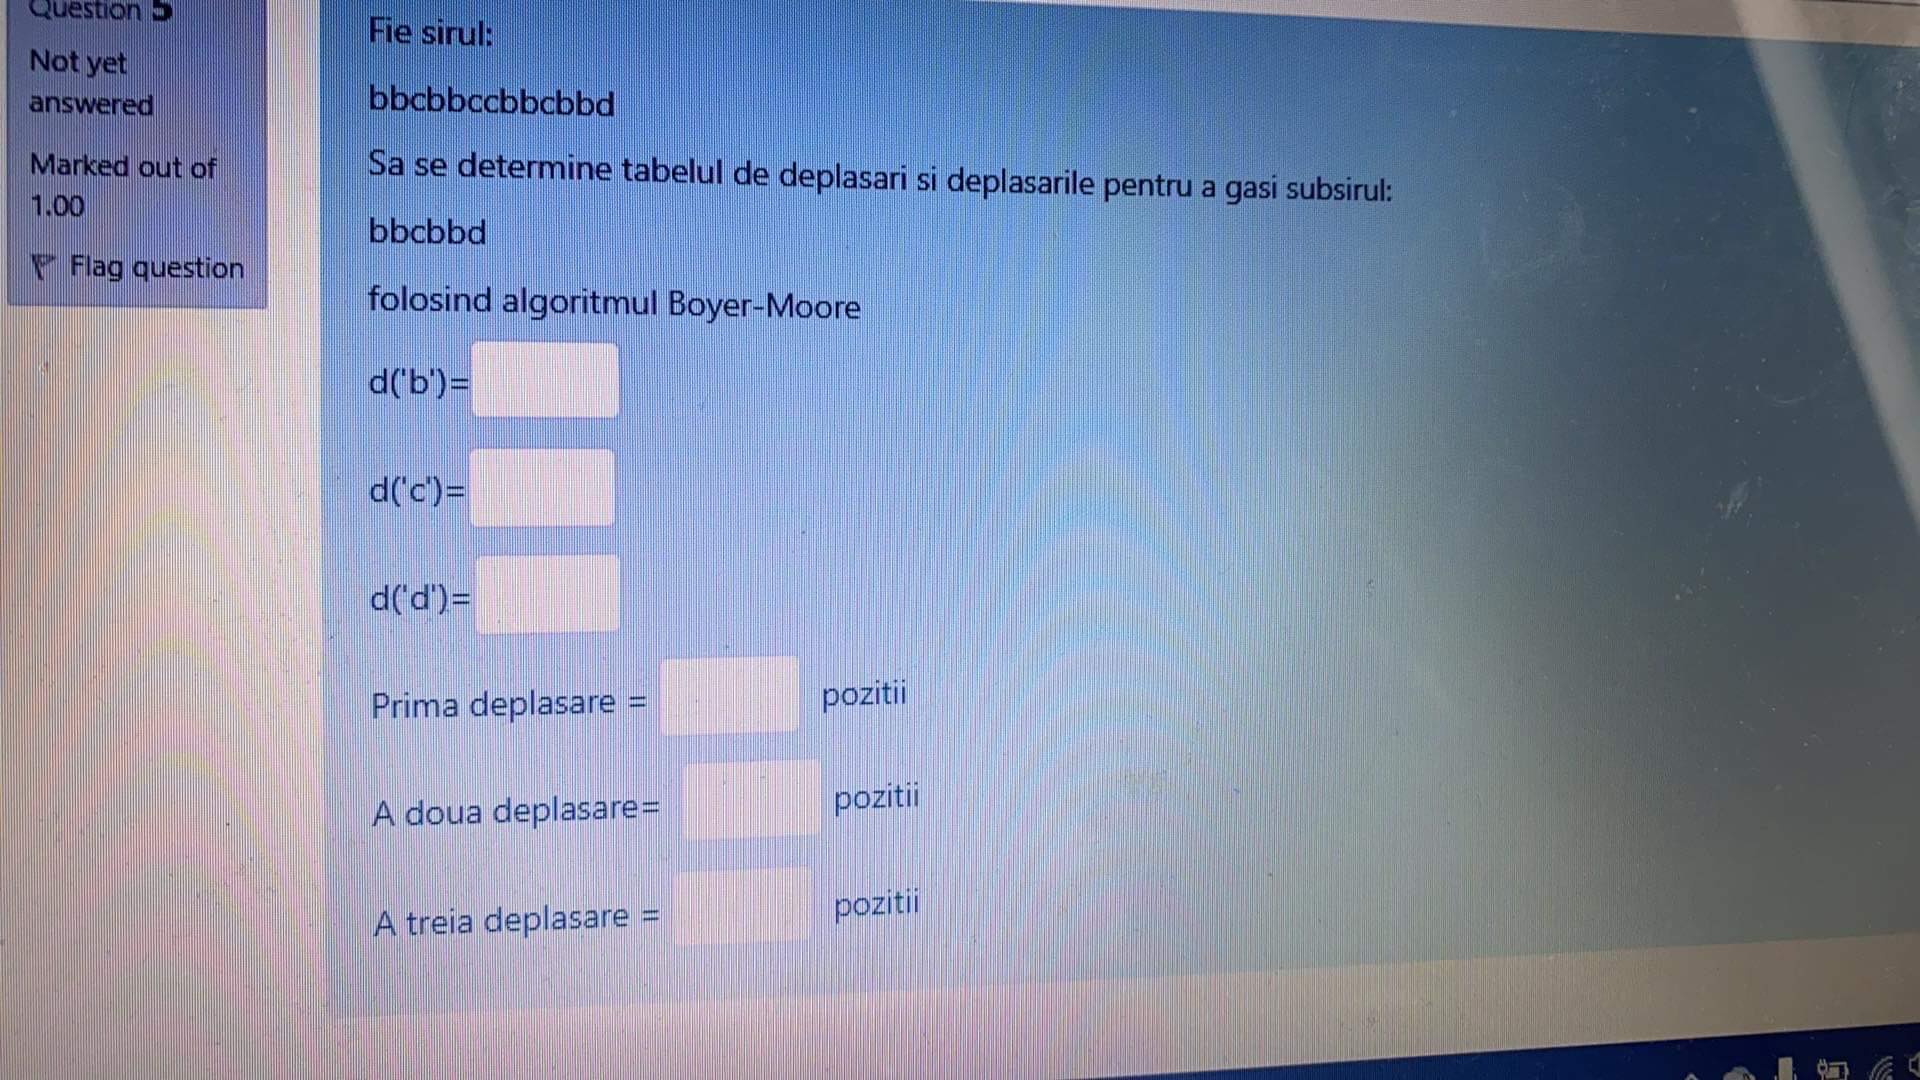 Question 5
Not yet
answered
Marked out of
1.00
Flag question
Fie sirul:
bbcbbccbbcbbd
Sa se determine tabelul de deplasari si deplasarile pentru a gasi subsirul:
bbcbbd
folosind algoritmul Boyer-Moore
d('b')=
d('c')=
d('d')=
Prima deplasare = pozitii
A doua deplasare= pozitii
A treia deplasare = pozitii